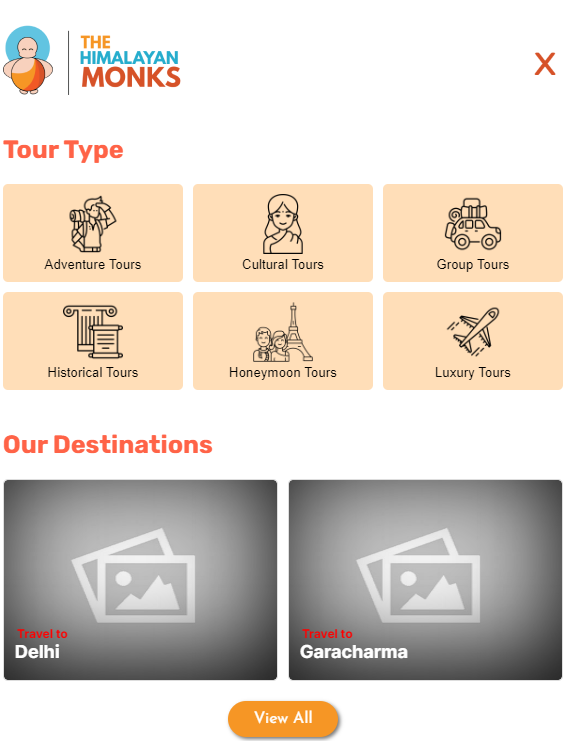 THE
HIMALAYAN
MONKS
X
Tour Type
Adventure Tours
Cultural Tours
Group Tours
Historical Tours
Honeymoon Tours
Luxury Tours
Our Destinations
Travel to
Delhi
Travel to
Garacharma
View All